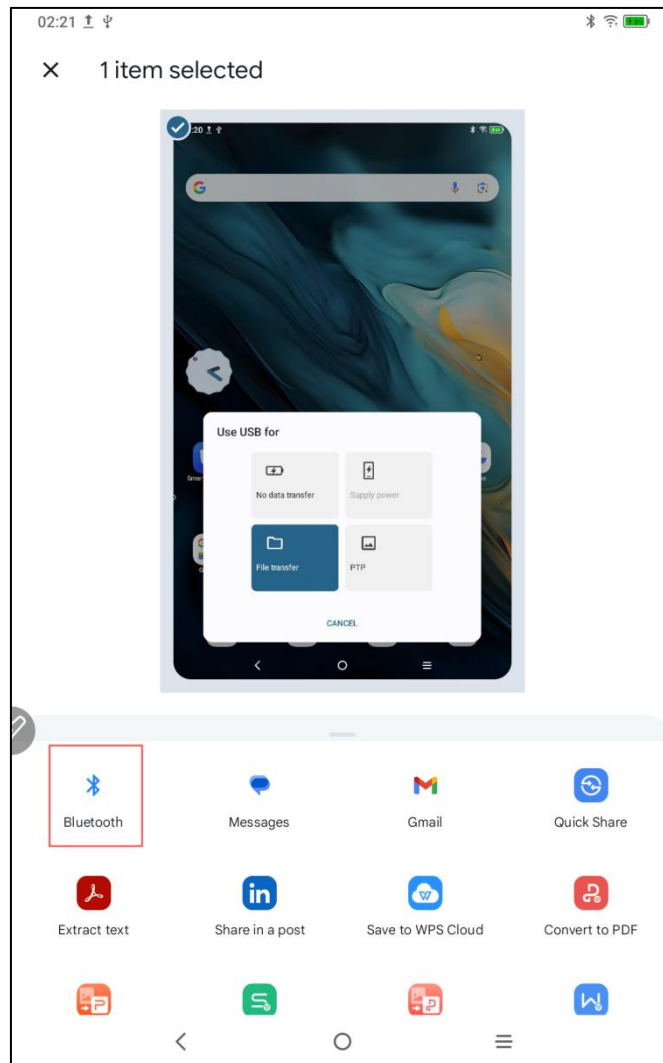 02:21
1 item selected
:20
Use USB for
No data transfer
Supply power
File transfer
PTP
CANCEL
Bluetooth
Messages
Gmail
Quick Share
Extract text
Share in a post
Save to WPS Cloud
Convert to PDF